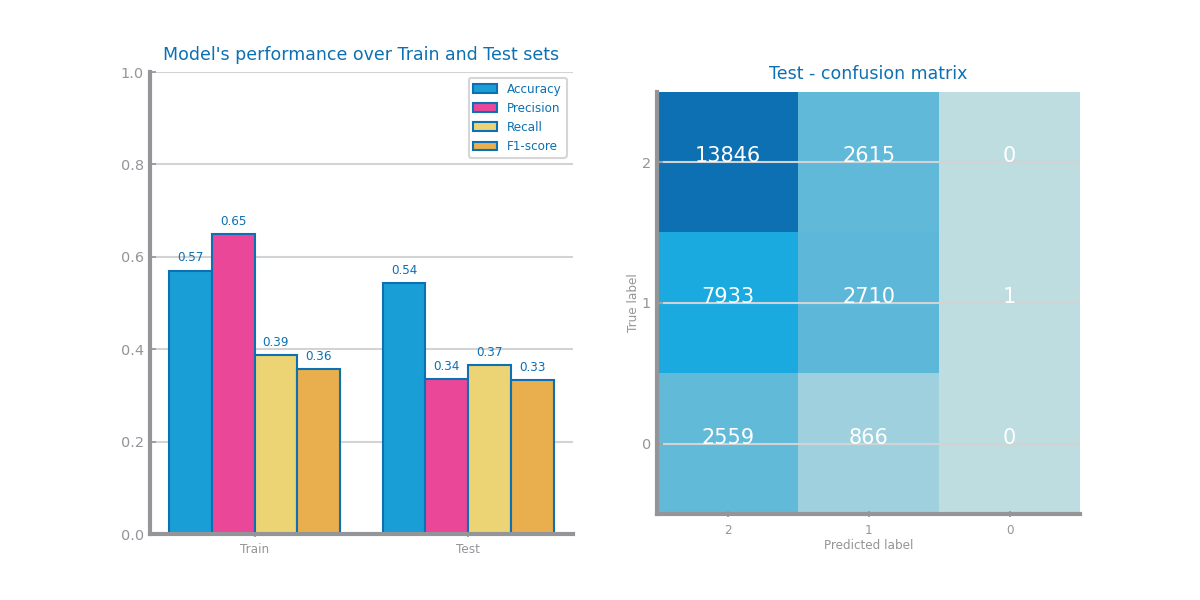 Model's performance over Train and Test sets
1.0
0.8
0.6
0.4
0.2
0.0
Accuracy
Precision
Recall
F1-score
0.57
0.65
0.39
0.36
0.54
0.34
0.37
0.33
Train
Test
Test - confusion matrix
True label
2
13846
2615
0
1
7933
2710
1
0
2559
866
0
2
1
0
Predicted label